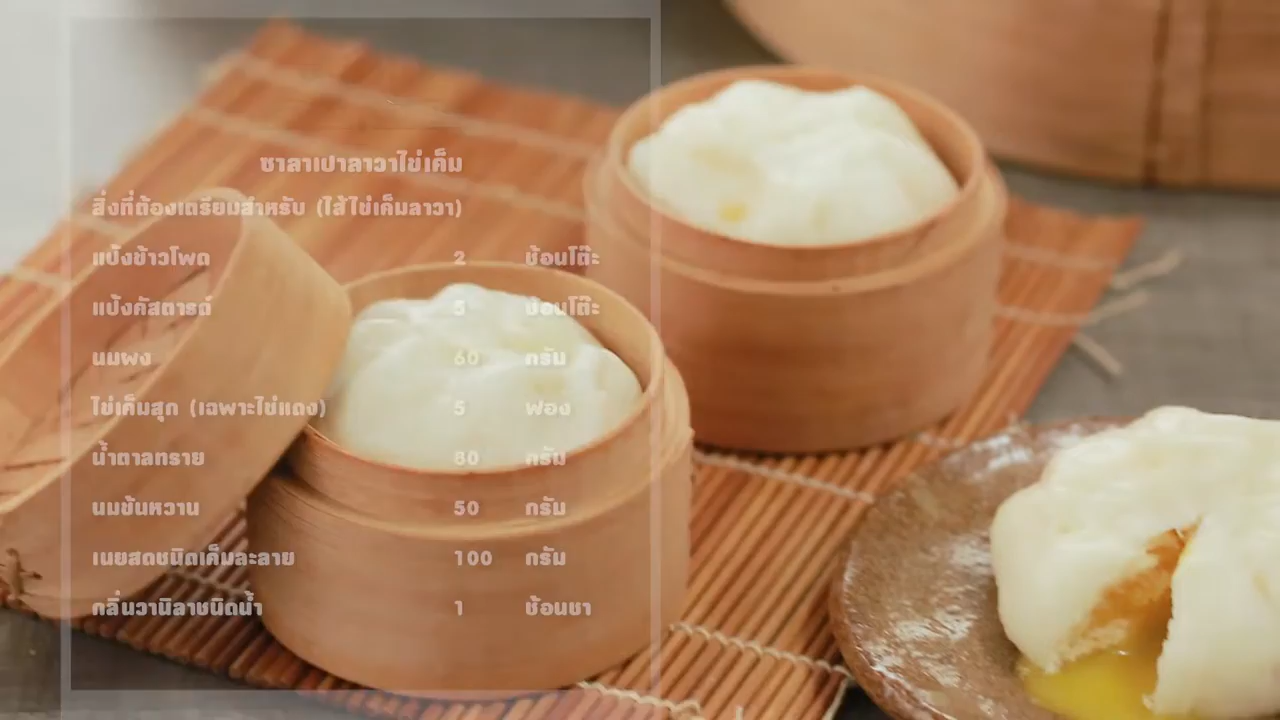 ซาลาเปาลาวาไข่เค็ม
สิ่งที่ต้องเตรียมสำหรับ (ไส้ไข่เค็มลาวา)
แป้งข้าวโพด 2 ช้อนโต๊ะ
แป้งคัสตารด์ 5 ช้อนโต๊ะ
นมผง 60 กรัม
ไข่เค็มสุก (เฉพาะไข่แดง) 5 ฟอง
น้ำตาลทราย 80 กรัม
นมข้นหวาน 50 กรัม
เนยสดชนิดเค็มละลาย 100 กรัม
กลิ่นวานิลาชนิดน้ำ 1 ช้อนชา